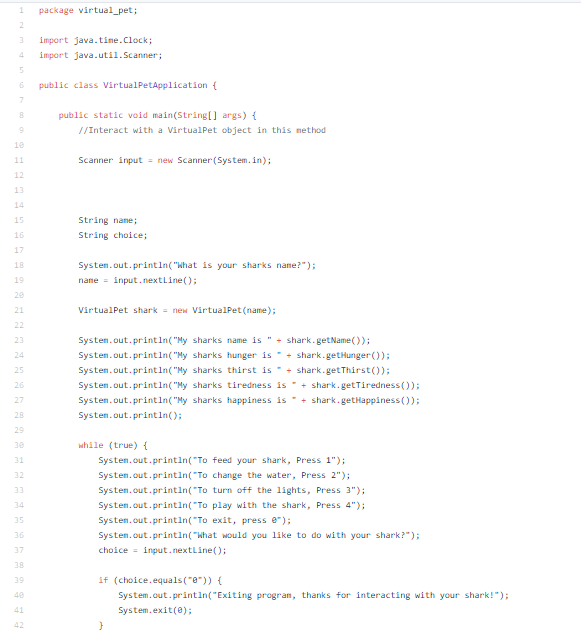 1 package virtual_pet;
2
3 import java.time.Clock;
4 import java.util.Scanner;
5
6 public class VirtualPetApplication {
7
8 public static void main(String[] args) {
9 //Interact with a VirtualPet object in this method
10
11 Scanner input = new Scanner(System.in);
12
13
14
15 String name;
16 String choice;
17
18 System.out.println("What is your sharks name?");
19 name = input.nextLine();
20
21 VirtualPet shark = new VirtualPet(name);
22
23 System.out.println("My sharks name is " + shark.getName());
24 System.out.println("My sharks hunger is " + shark.getHunger());
25 System.out.println("My sharks thirst is " + shark.getThirst());
26 System.out.println("My sharks tiredness is " + shark.getTiredness());
27 System.out.println("My sharks happiness is " + shark.getHappiness());
28 System.out.println();
29
30 while (true) {
31 System.out.println("To feed your shark, Press 1");
32 System.out.println("To change the water, Press 2");
33 System.out.println("To turn off the lights, Press 3");
34 System.out.println("To play with the shark, Press 4");
35 System.out.println("To exit, press 0");
36 System.out.println("What would you like to do with your shark?");
37 choice = input.nextLine();
38
39 if (choice.equals("0")) {
40 System.out.println("Exiting program, thanks for interacting with your shark!");
41 System.exit(0);
42 }